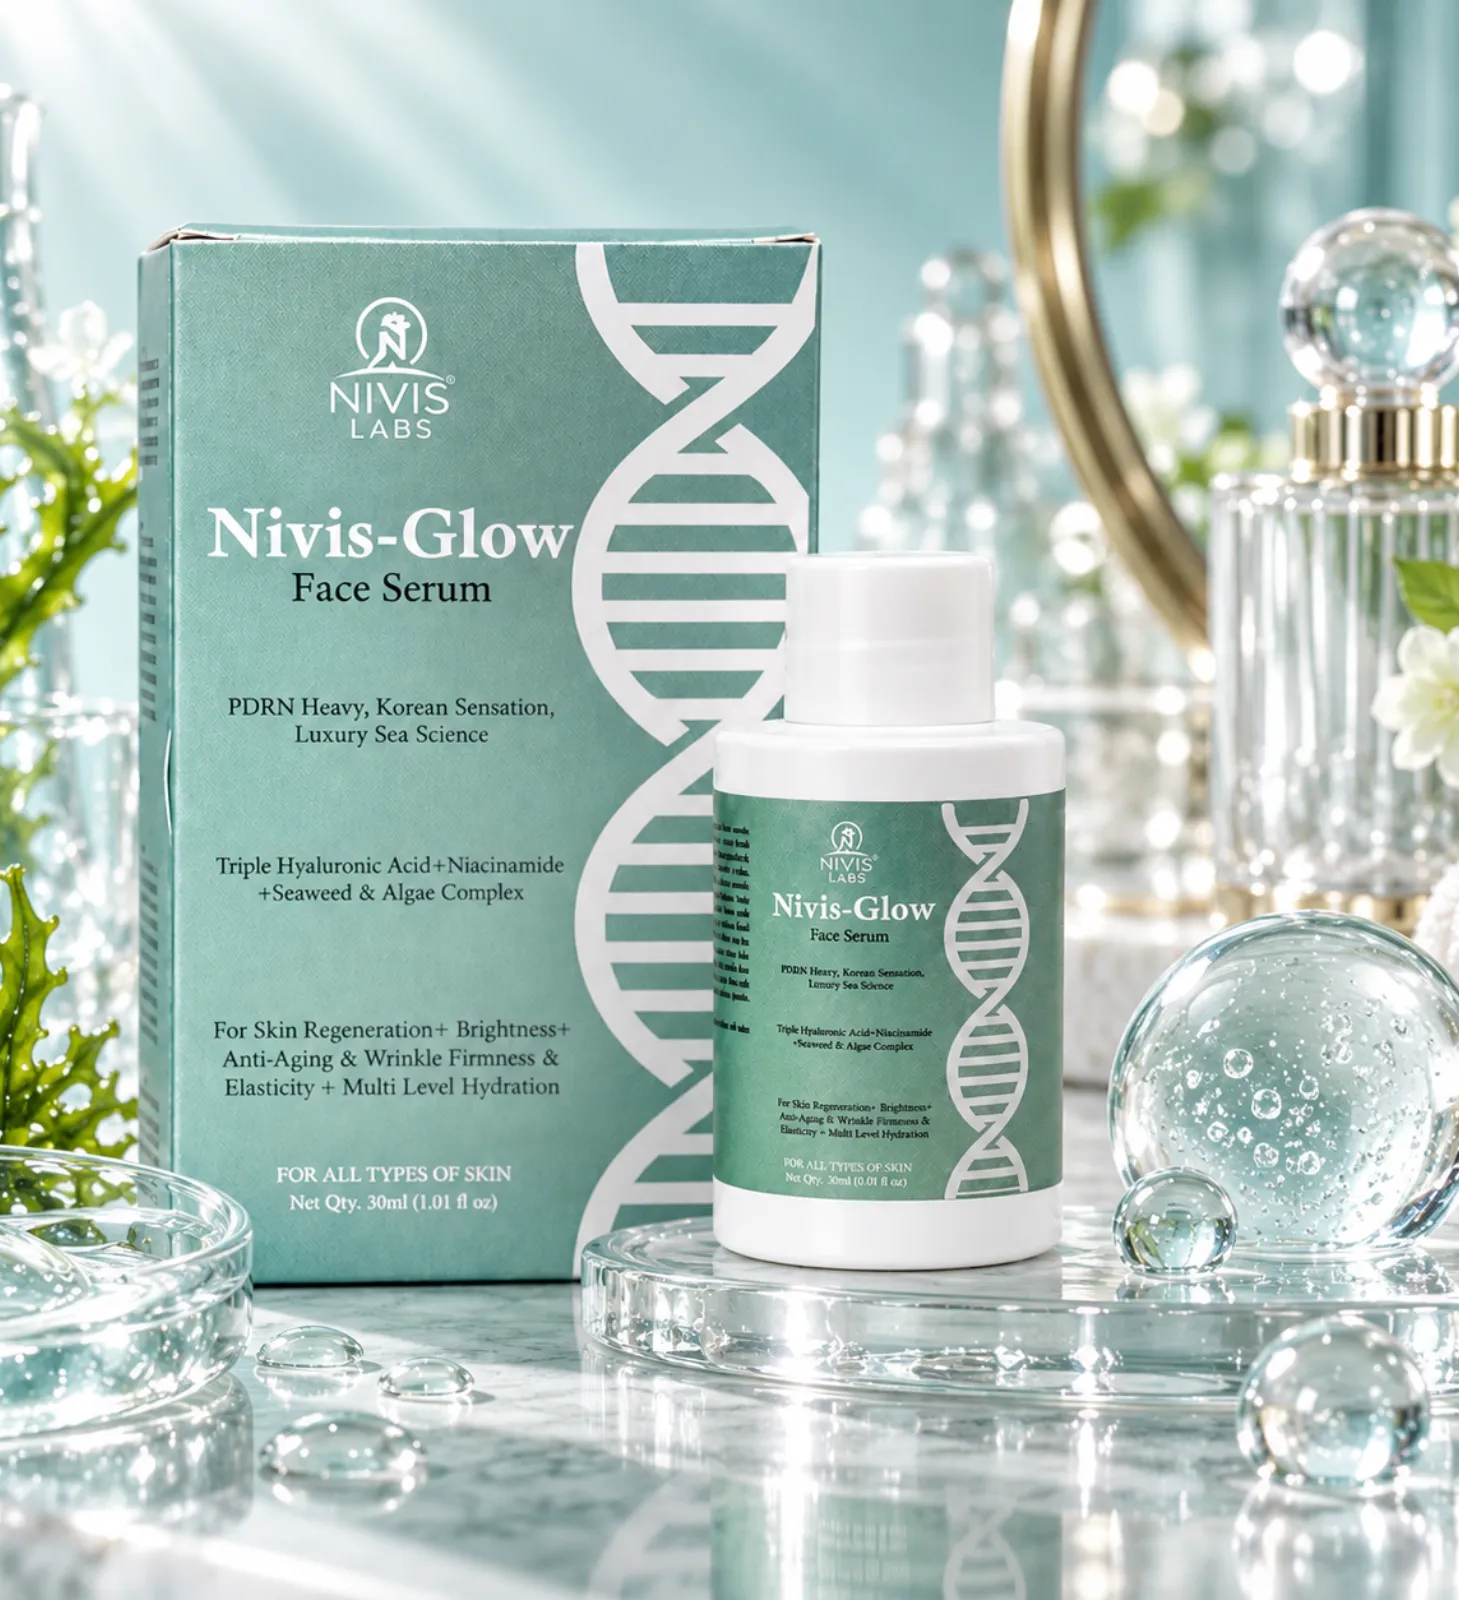 NIVIS®
LABS
Nivis-Glow
Face Serum
PDRN Heavy, Korean Sensation,
Luxury Sea Science
Triple Hyaluronic Acid+Niacinamide
+Seaweed & Algae Complex
For Skin Regeneration+ Brightness+
Anti-Aging & Wrinkle Firmness &
Elasticity + Multi Level Hydration
FOR ALL TYPES OF SKIN
Net Qty. 30ml (1.01 fl oz)
NIVIS®
LABS
Nivis-Glow
Face Serum
PDRN Heavy, Korean Sensation,
Luxury Sea Science
Triple Hyaluronic Acid+Niacinamide
+Seaweed & Algae Complex
For Skin Regeneration+ Brightness+
Anti-Aging & Wrinkle Firmness &
Elasticity + Multi Level Hydration
FOR ALL TYPES OF SKIN
Net Qty. 30ml (0.01 fl oz)